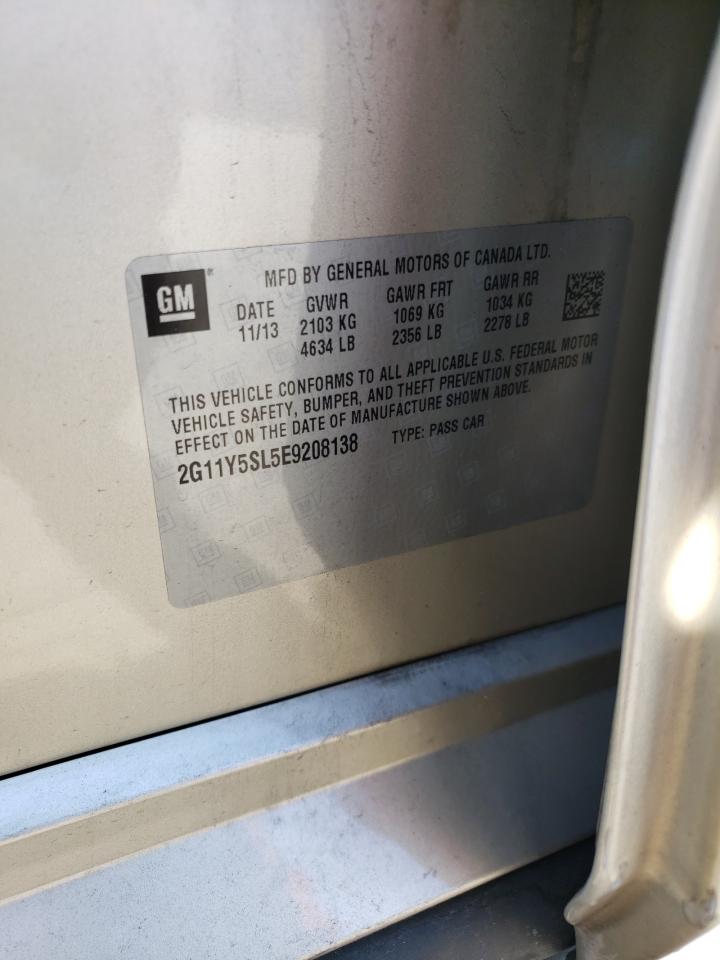 GM
MFD BY GENERAL MOTORS OF CANADA LTD.
DATE GVWR GAWR FRT GAWR RR
11/13 2103 KG 1069 KG 1034 KG
4634 LB 2356 LB 2278 LB
THIS VEHICLE CONFORMS TO ALL APPLICABLE U.S. FEDERAL MOTOR
VEHICLE SAFETY, BUMPER, AND THEFT PREVENTION STANDARDS IN
EFFECT ON THE DATE OF MANUFACTURE SHOWN ABOVE.
2G11Y5SL5E9208138 TYPE: PASS CAR